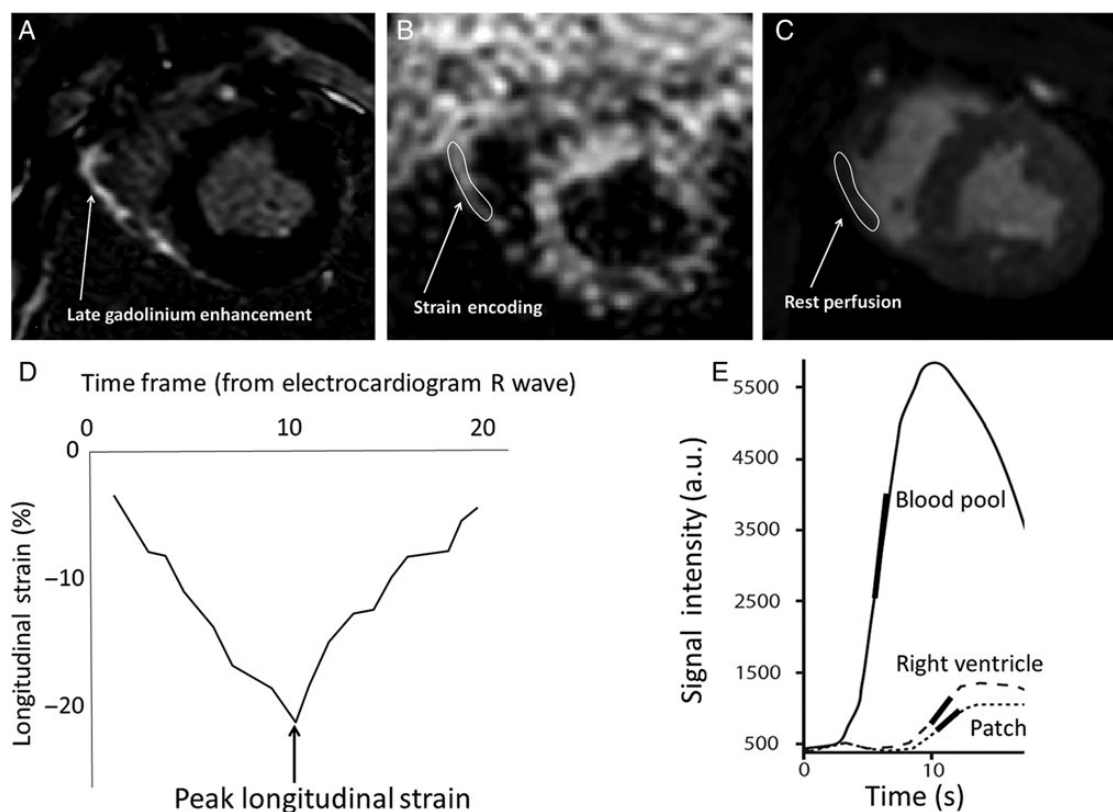 A
Late gadolinium enhancement
B
Strain encoding
C
Rest perfusion
D
Time frame (from electrocardiogram R wave)
0
10
20
0
−10
−20
Longitudinal strain (%)
Peak longitudinal strain
E
5500
4500
3500
2500
1500
500
Signal intensity (a.u.)
Blood pool
Right ventricle
Patch
0
10
Time (s)